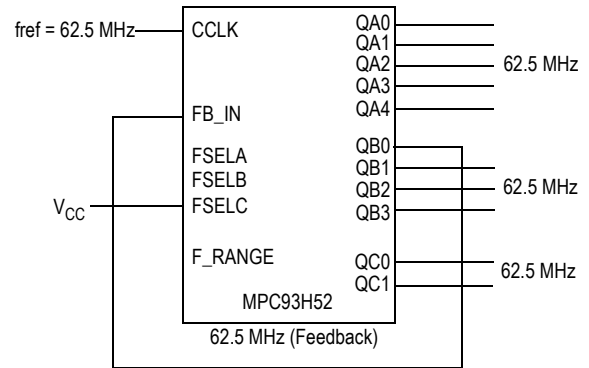 fref = 62.5 MHz
CCLK
FB_IN
FSELA
FSELB
VCC
FSELC
F_RANGE
QA0
QA1
QA2
QA3
QA4
62.5 MHz
QB0
QB1
QB2
QB3
62.5 MHz
QC0
QC1
62.5 MHz
MPC93H52
62.5 MHz (Feedback)